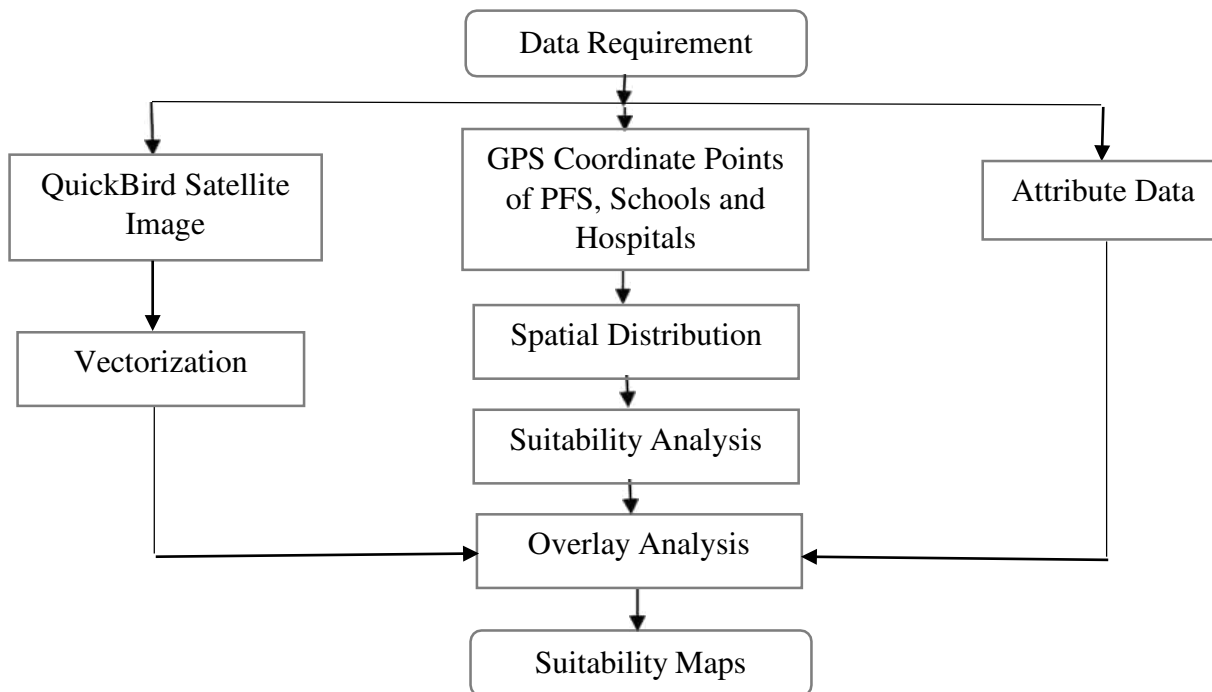 Data Requirement
QuickBird Satellite
Image
GPS Coordinate Points
of PFS, Schools and
Hospitals
Attribute Data
Vectorization
Spatial Distribution
Suitability Analysis
Overlay Analysis
Suitability Maps